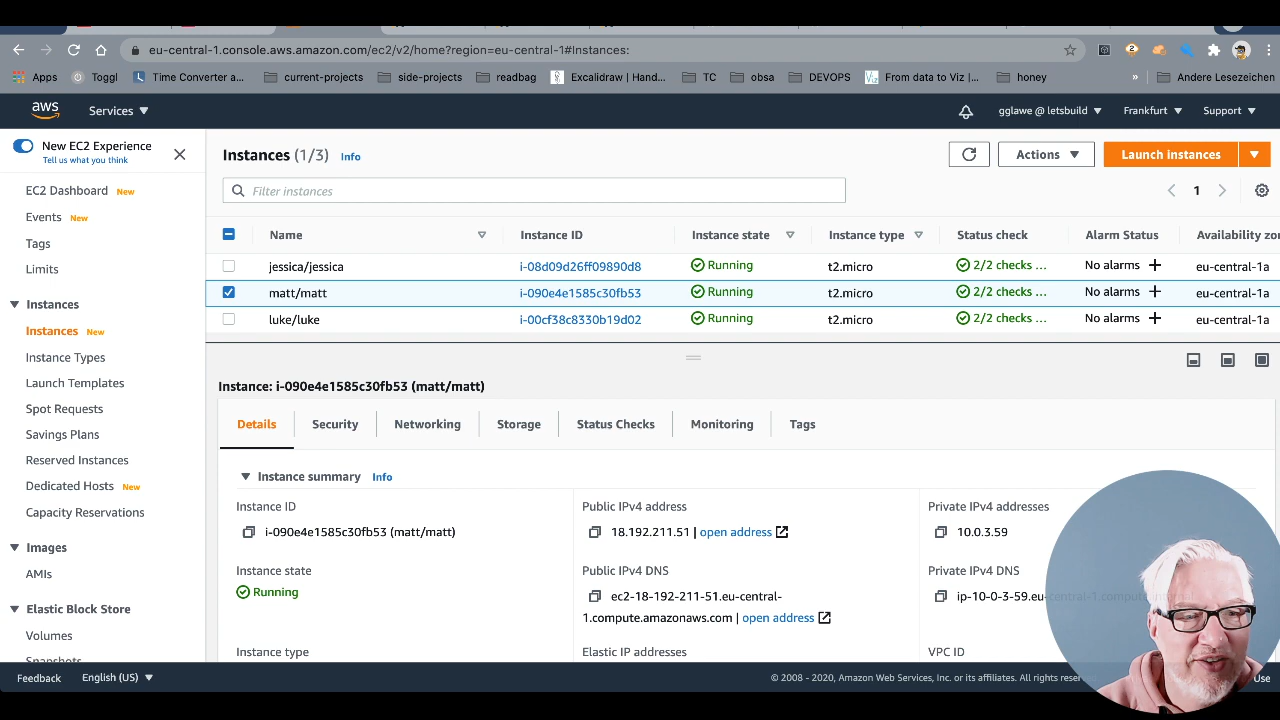 eu-central-1.console.aws.amazon.com/ec2/v2/home?region=eu-central-1#Instances:
Apps Toggl Time Converter a... current-projects side-projects readbag Excalidraw | Hand... TC obsa DEVOPS From data to Viz |... honey » Andere Lesezeichen
aws Services gglawe @ letsbuild Frankfurt Support
New EC2 Experience
Tell us what you think
EC2 Dashboard New
Events New
Tags
Limits
Instances
Instances New
Instance Types
Launch Templates
Spot Requests
Savings Plans
Reserved Instances
Dedicated Hosts New
Capacity Reservations
Images
AMIs
Elastic Block Store
Volumes
Snapshots
Instances (1/3) Info
Actions Launch instances
Filter instances
1
Name Instance ID Instance state Instance type Status check Alarm Status Availability zo
jessica/jessica i-08d09d26ff09890d8 Running t2.micro 2/2 checks ... No alarms + eu-central-1a
matt/matt i-090e4e1585c30fb53 Running t2.micro 2/2 checks ... No alarms + eu-central-1a
luke/luke i-00cf38c8330b19d02 Running t2.micro 2/2 checks ... No alarms + eu-central-1a
Instance: i-090e4e1585c30fb53 (matt/matt)
Details Security Networking Storage Status Checks Monitoring Tags
Instance summary Info
Instance ID
i-090e4e1585c30fb53 (matt/matt)
Public IPv4 address
18.192.211.51 | open address
Private IPv4 addresses
10.0.3.59
Instance state
Running
Public IPv4 DNS
ec2-18-192-211-51.eu-central-
1.compute.amazonaws.com | open address
Private IPv4 DNS
ip-10-0-3-59.eu-central-1.compute.internal
Instance type
Elastic IP addresses
VPC ID
Feedback English (US) © 2008 - 2020, Amazon Web Services, Inc. or its affiliates. All rights Use